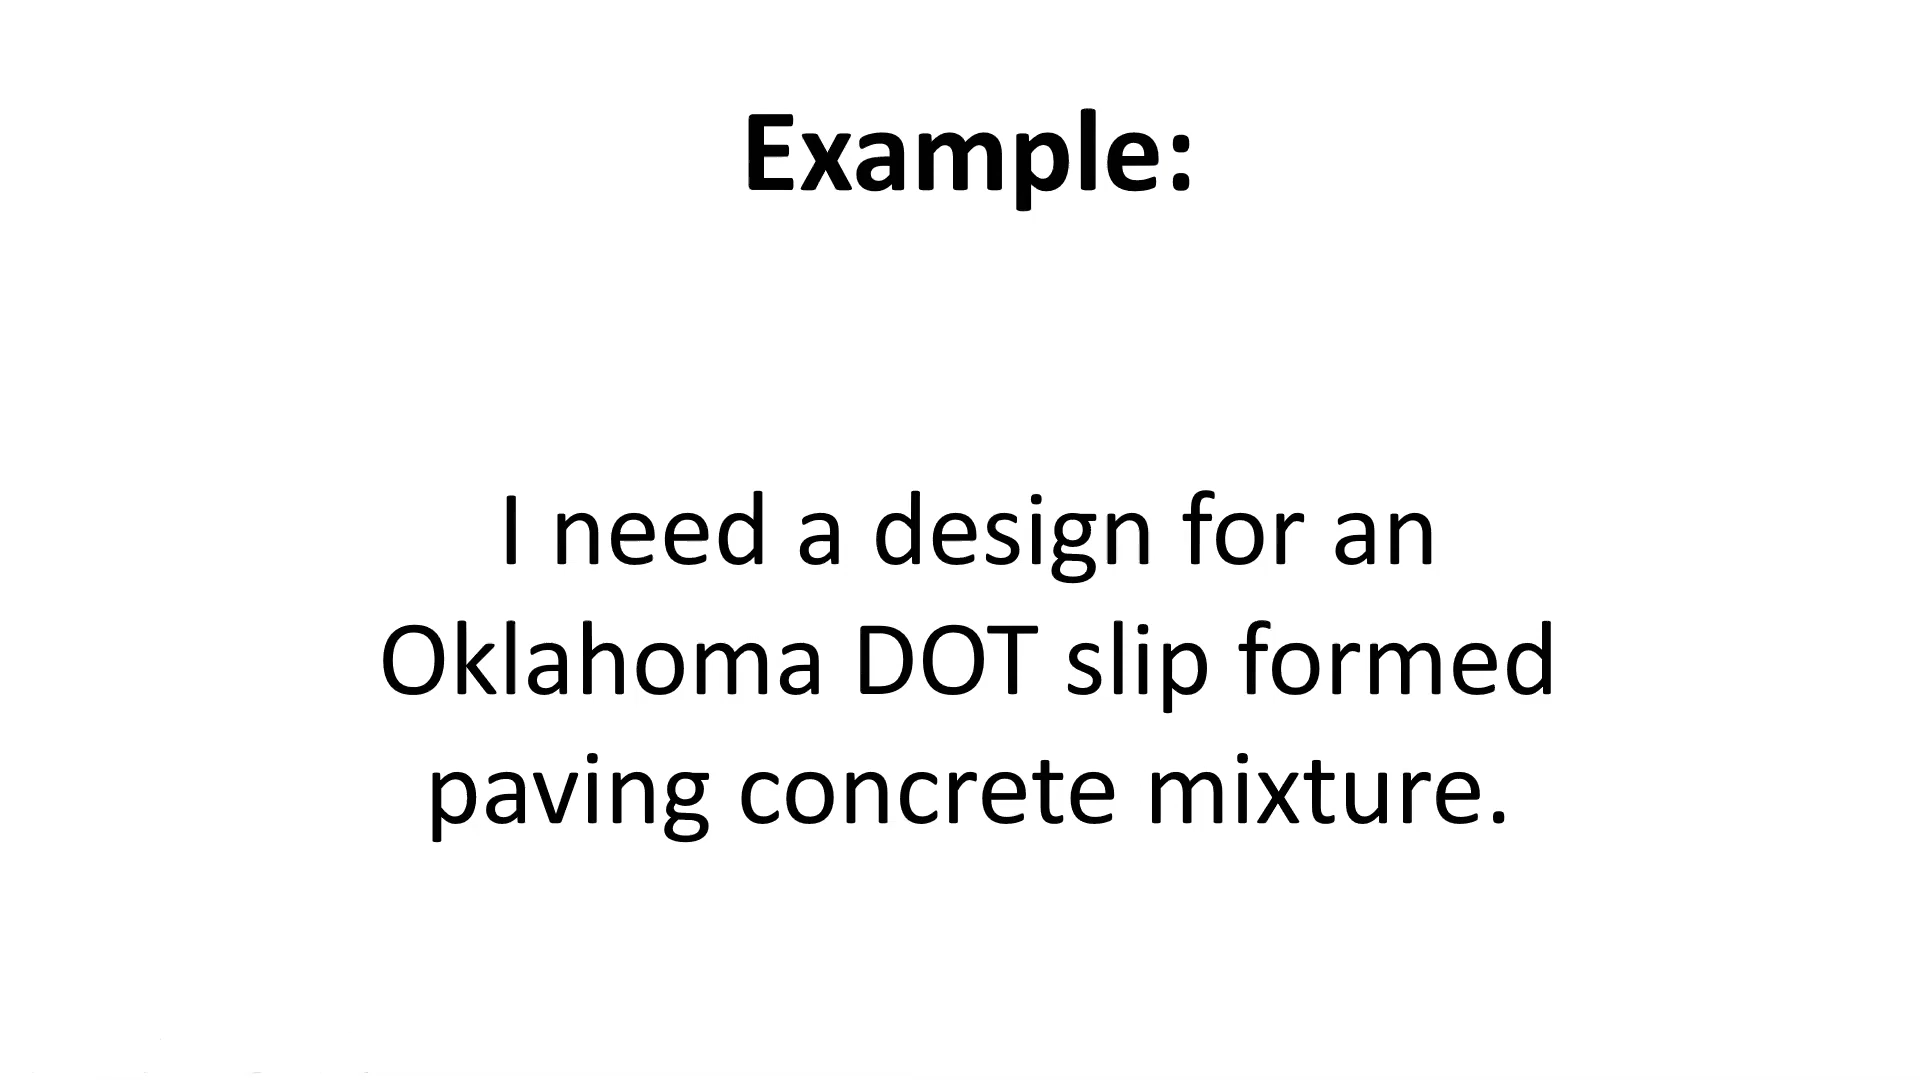 Example:
I need a design for an
Oklahoma DOT slip formed
paving concrete mixture.